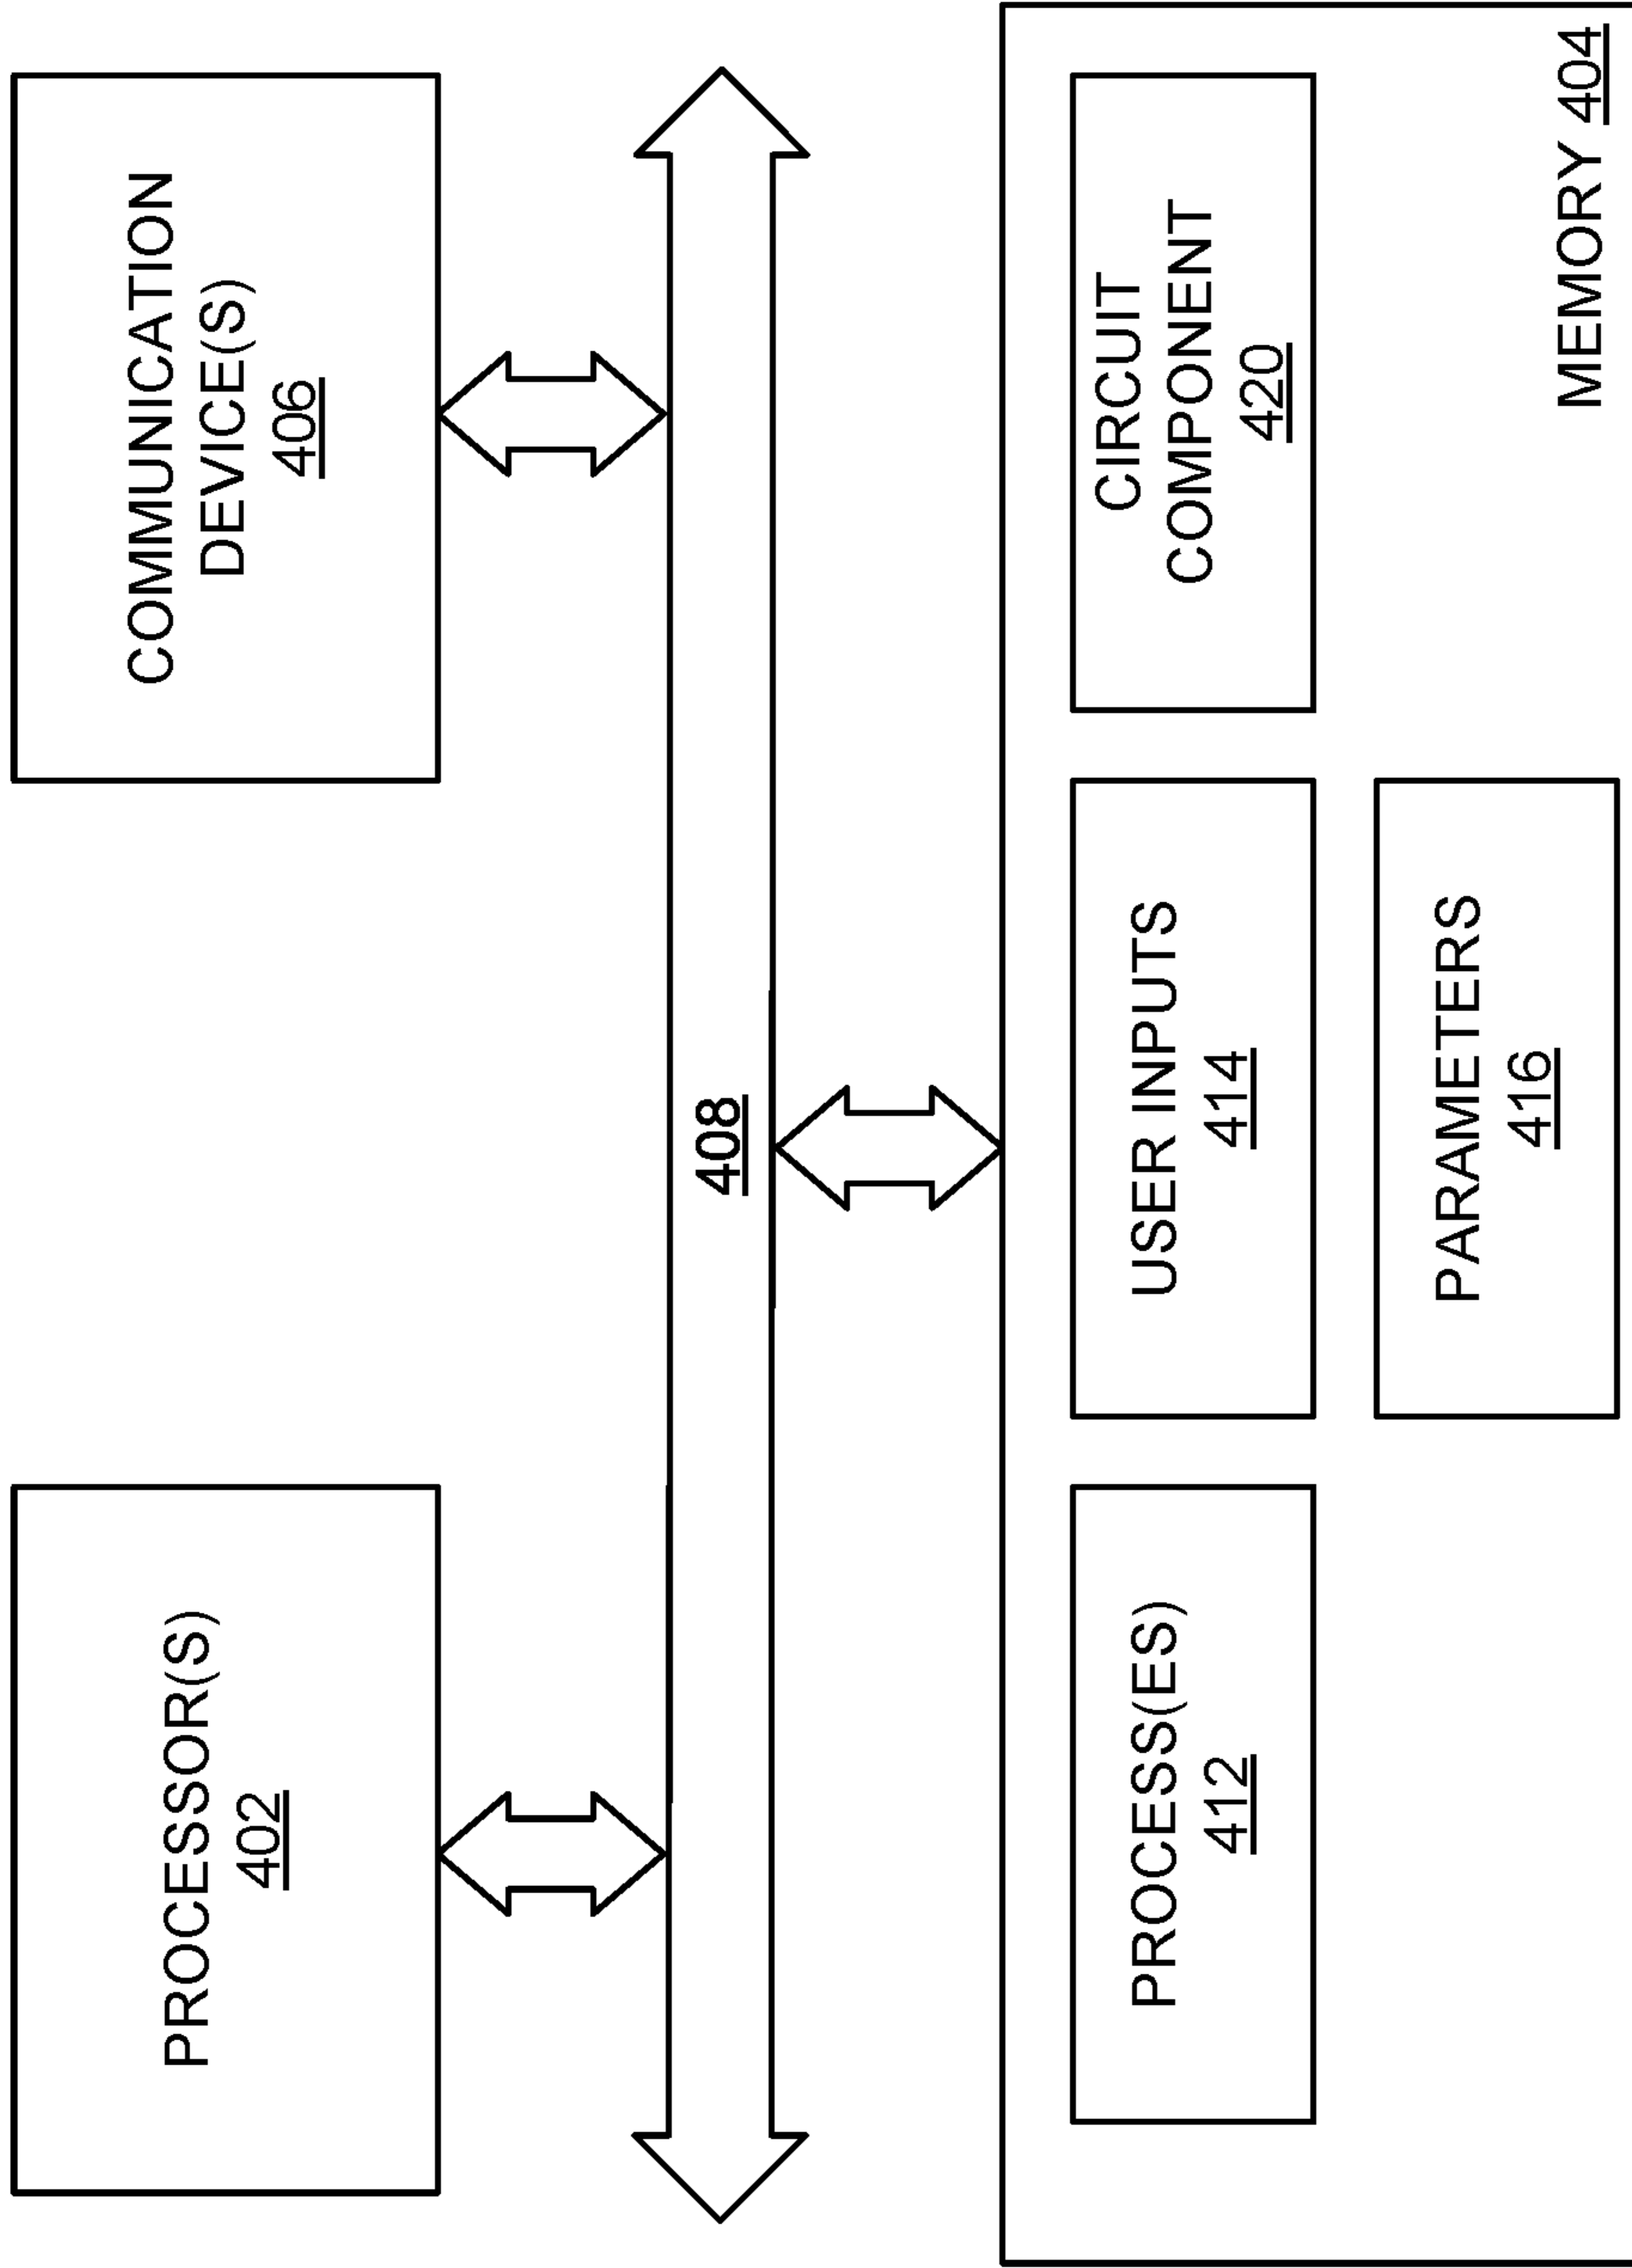 PROCESSOR(S)
402
COMMUNICATION
DEVICE(S)
406
408
PROCESS(ES)
412
USER INPUTS
414
CIRCUIT
COMPONENT
420
PARAMETERS
416
MEMORY 404